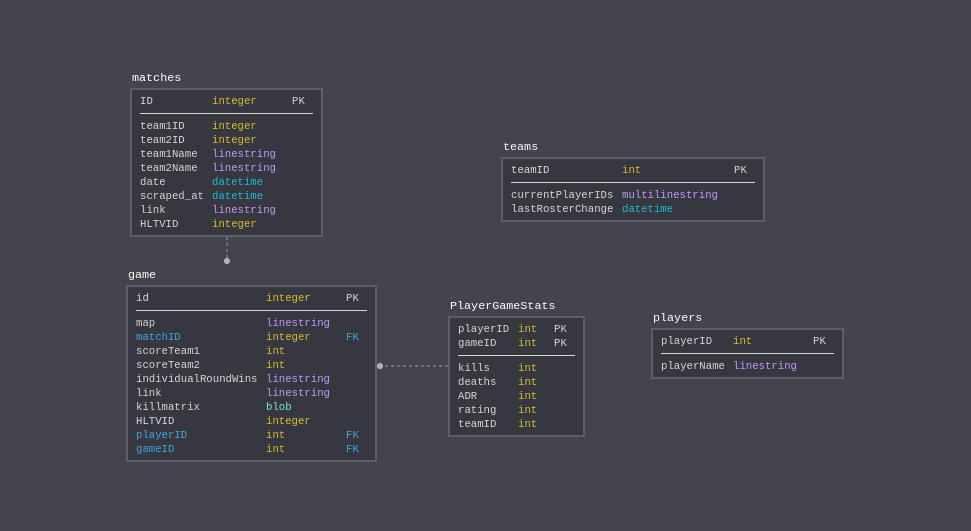 matches
ID integer PK
team1ID integer
team2ID integer
team1Name linestring
team2Name linestring
date datetime
scraped_at datetime
link linestring
HLTVID integer
teams
teamID int PK
currentPlayerIDs multilinestring
lastRosterChange datetime
game
id integer PK
map linestring
matchID integer FK
scoreTeam1 int
scoreTeam2 int
individualRoundWins linestring
link linestring
killmatrix blob
HLTVID integer
playerID int FK
gameID int FK
PlayerGameStats
playerID int PK
gameID int PK
kills int
deaths int
ADR int
rating int
teamID int
players
playerID int PK
playerName linestring